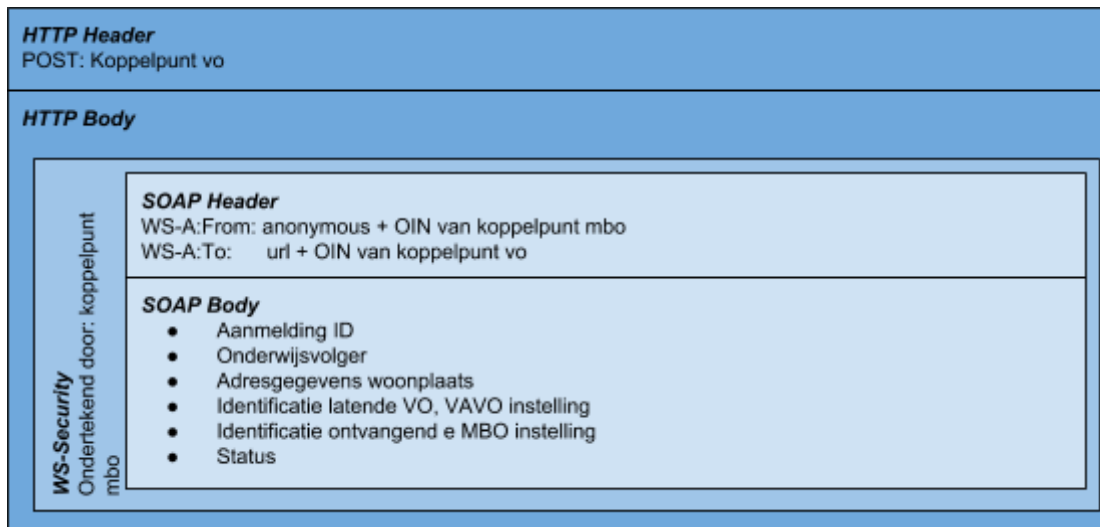 HTTP Header
POST: Koppelpunt vo
HTTP Body
WS-Security
Ondertekend door: koppelpunt
mbo
SOAP Header
WS-A:From: anonymous + OIN van koppelpunt mbo
WS-A:To: url + OIN van koppelpunt vo
SOAP Body
● Aanmelding ID
● Onderwijsvolger
● Adresgegevens woonplaats
● Identificatie latende VO, VAVO instelling
● Identificatie ontvangend e MBO instelling
● Status